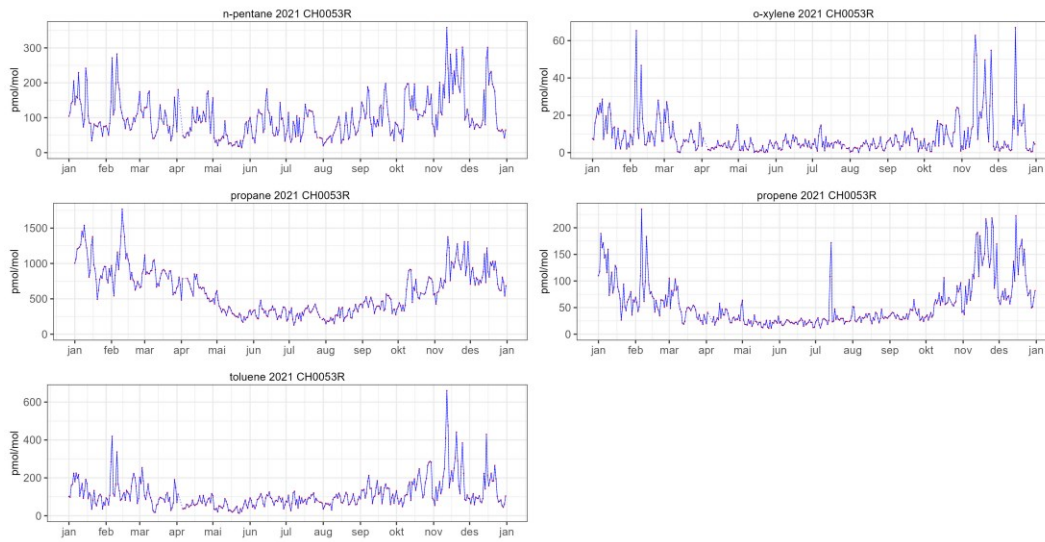 n-pentane 2021 CH0053R
pmol/mol
300
200
100
0
jan feb mar apr mai jun jul aug sep okt nov des jan
o-xylene 2021 CH0053R
pmol/mol
60
40
20
0
jan feb mar apr mai jun jul aug sep okt nov des jan
propane 2021 CH0053R
pmol/mol
1500
1000
500
0
jan feb mar apr mai jun jul aug sep okt nov des jan
propene 2021 CH0053R
pmol/mol
200
150
100
50
0
jan feb mar apr mai jun jul aug sep okt nov des jan
toluene 2021 CH0053R
pmol/mol
600
400
200
0
jan feb mar apr mai jun jul aug sep okt nov des jan